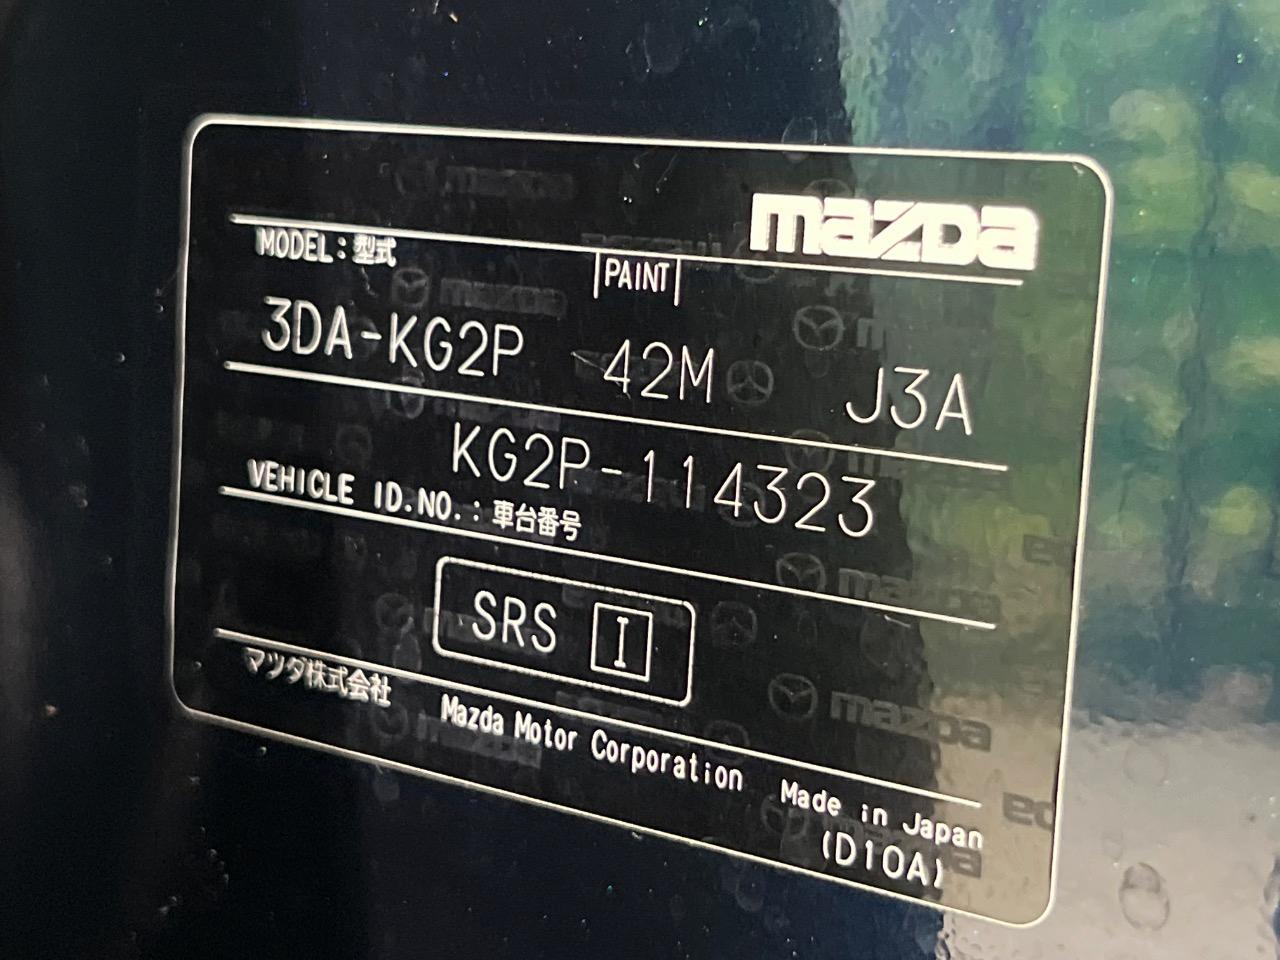 mazda
MODEL：型式
PAINT
3DA-KG2P 42M J3A
KG2P-114323
VEHICLE ID.NO.：車台番号
SRS I
マツダ株式会社 Mazda Motor Corporation Made in Japan
(D10A)